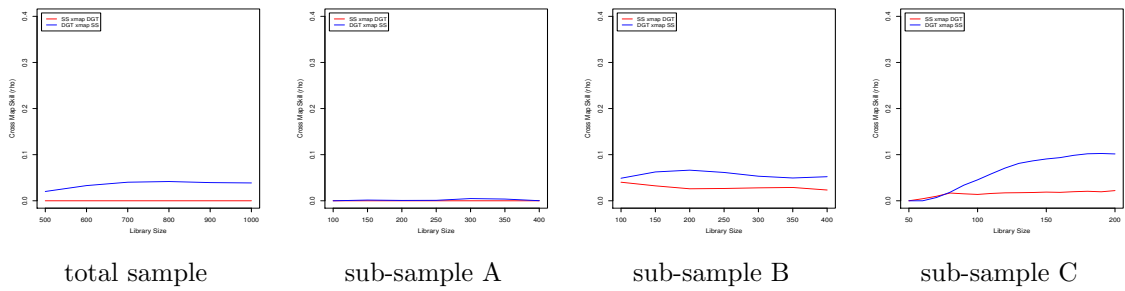 SS xmap DGT
DGT xmap SS
Cross Map Skill (rho)
0.0 0.1 0.2 0.3 0.4
500 600 700 800 900 1000
Library Size
total sample
SS xmap DGT
DGT xmap SS
Cross Map Skill (rho)
0.0 0.1 0.2 0.3 0.4
100 150 200 250 300 350 400
Library Size
sub-sample A
SS xmap DGT
DGT xmap SS
Cross Map Skill (rho)
0.0 0.1 0.2 0.3 0.4
100 150 200 250 300 350 400
Library Size
sub-sample B
SS xmap DGT
DGT xmap SS
Cross Map Skill (rho)
0.0 0.1 0.2 0.3 0.4
50 100 150 200
Library Size
sub-sample C